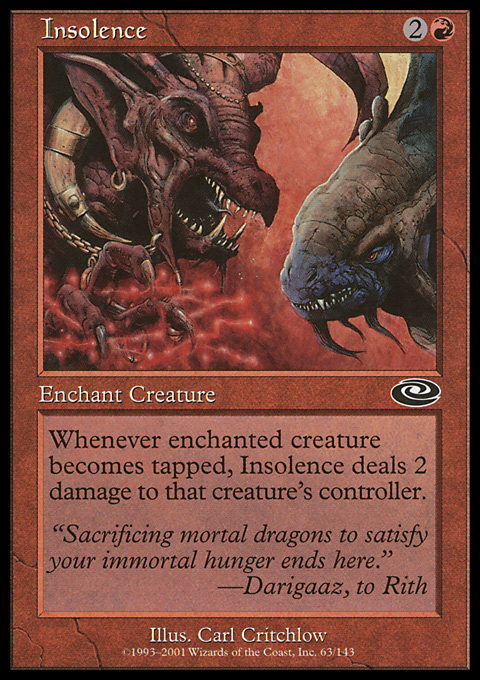 Insolence 2
Enchant Creature
Whenever enchanted creature
becomes tapped, Insolence deals 2
damage to that creature's controller.
“Sacrificing mortal dragons to satisfy
your immortal hunger ends here.”
—Darigaaz, to Rith
Illus. Carl Critchlow
©1993–2001 Wizards of the Coast, Inc. 63/143